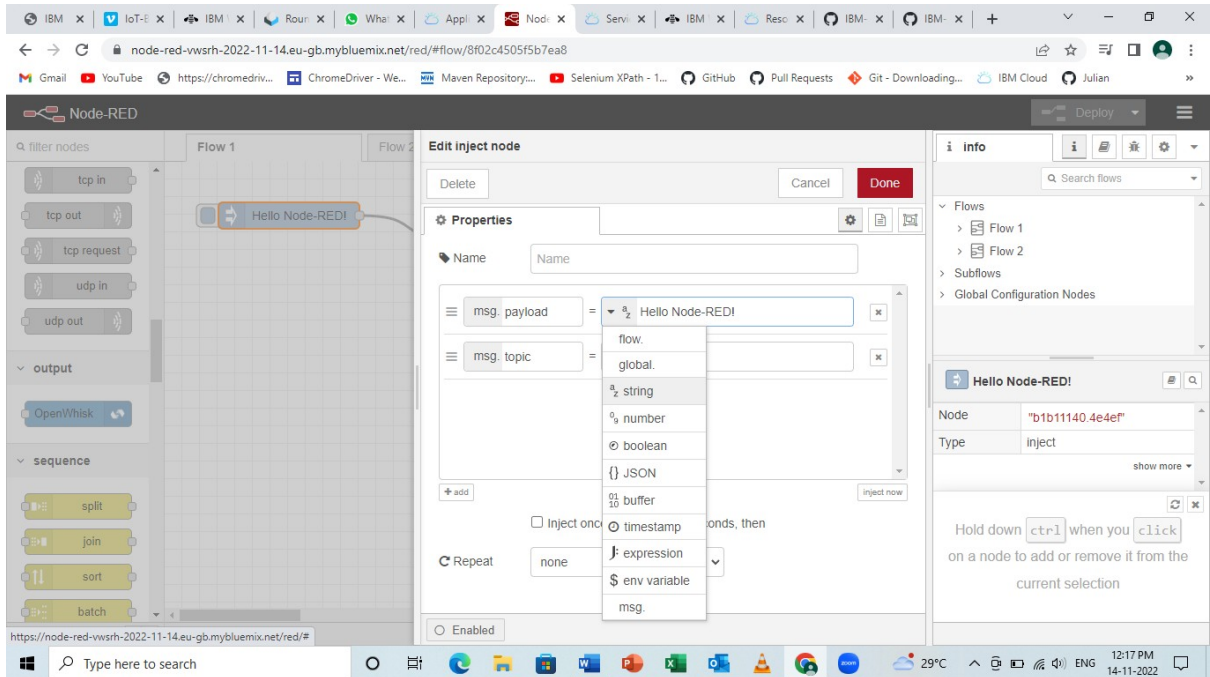 IBM
IoT-E
IBM
Roun
What
Appli
Node
Servi
IBM
Reso
IBM-
IBM-
node-red-vwsrh-2022-11-14.eu-gb.mybluemix.net/red/#flow/8f02c4505f5b7ea8
Gmail
YouTube
https://chromedriv...
ChromeDriver - We...
Maven Repository:...
Selenium XPath - 1...
GitHub
Pull Requests
Git - Downloading...
IBM Cloud
Julian
»
Node-RED
Deploy
filter nodes
tcp in
tcp out
tcp request
udp in
udp out
output
OpenWhisk
sequence
split
join
sort
batch
Flow 1
Flow 2
Hello Node-RED!
Edit inject node
Delete
Cancel
Done
Properties
Name
Name
msg. payload
=
az Hello Node-RED!
msg. topic
=
flow.
global.
az string
09 number
boolean
{} JSON
0110 buffer
timestamp
J: expression
$ env variable
msg.
+ add
inject now
Inject onc
onds, then
Repeat
none
Enabled
i info
i
Search flows
Flows
Flow 1
Flow 2
Subflows
Global Configuration Nodes
Hello Node-RED!
Node
"b1b11140.4e4ef"
Type
inject
show more
Hold down ctrl when you click
on a node to add or remove it from the
current selection
https://node-red-vwsrh-2022-11-14.eu-gb.mybluemix.net/red/#
Type here to search
zoom
29°C
ENG
12:17 PM
14-11-2022